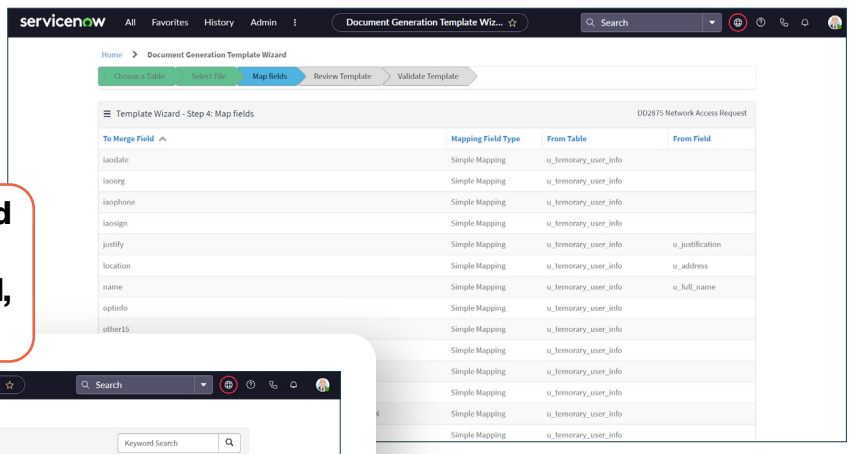 servicenow All Favorites History Admin Document Generation Template Wiz... Search
Home > Document Generation Template Wizard
Choose a Table Select File Map fields Review Template Validate Template
Template Wizard - Step 4: Map fields DD2875 Network Access Request
To Merge Field Mapping Field Type From Table From Field
iaodate Simple Mapping u_temorary_user_info
iaoorg Simple Mapping u_temorary_user_info
iaophone Simple Mapping u_temorary_user_info
iaosign Simple Mapping u_temorary_user_info
justify Simple Mapping u_temorary_user_info u_justification
location Simple Mapping u_temorary_user_info u_address
name Simple Mapping u_temorary_user_info u_full_name
optinfo Simple Mapping u_temorary_user_info
other15 Simple Mapping u_temorary_user_info
Simple Mapping u_temorary_user_info
Simple Mapping u_temorary_user_info
Simple Mapping u_temorary_user_info
Simple Mapping u_temorary_user_info
Simple Mapping u_temorary_user_info
Search
Keyword Search